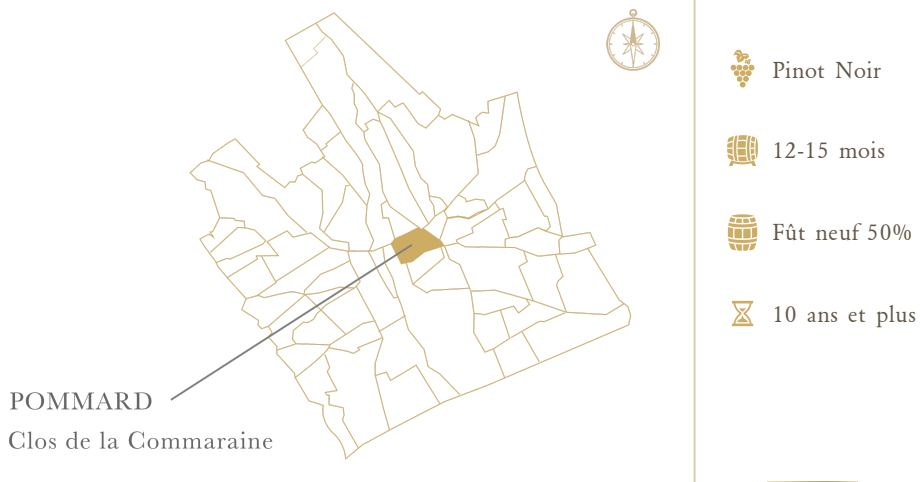 POMMARD
Clos de la Commaraine
Pinot Noir
12-15 mois
Fût neuf 50%
10 ans et plus